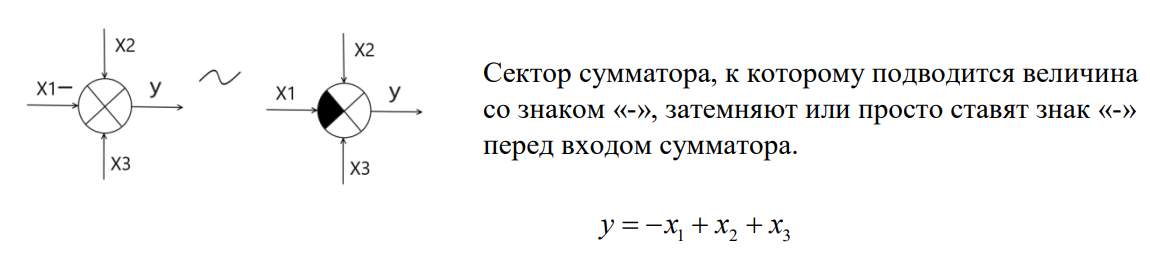 X2
X1−
У
X3
X2
X1
У
X3
Сектор сумматора, к которому подводится величина
со знаком «-», затемняют или просто ставят знак «-»
перед входом сумматора.
y = −x₁ + x₂ + x₃